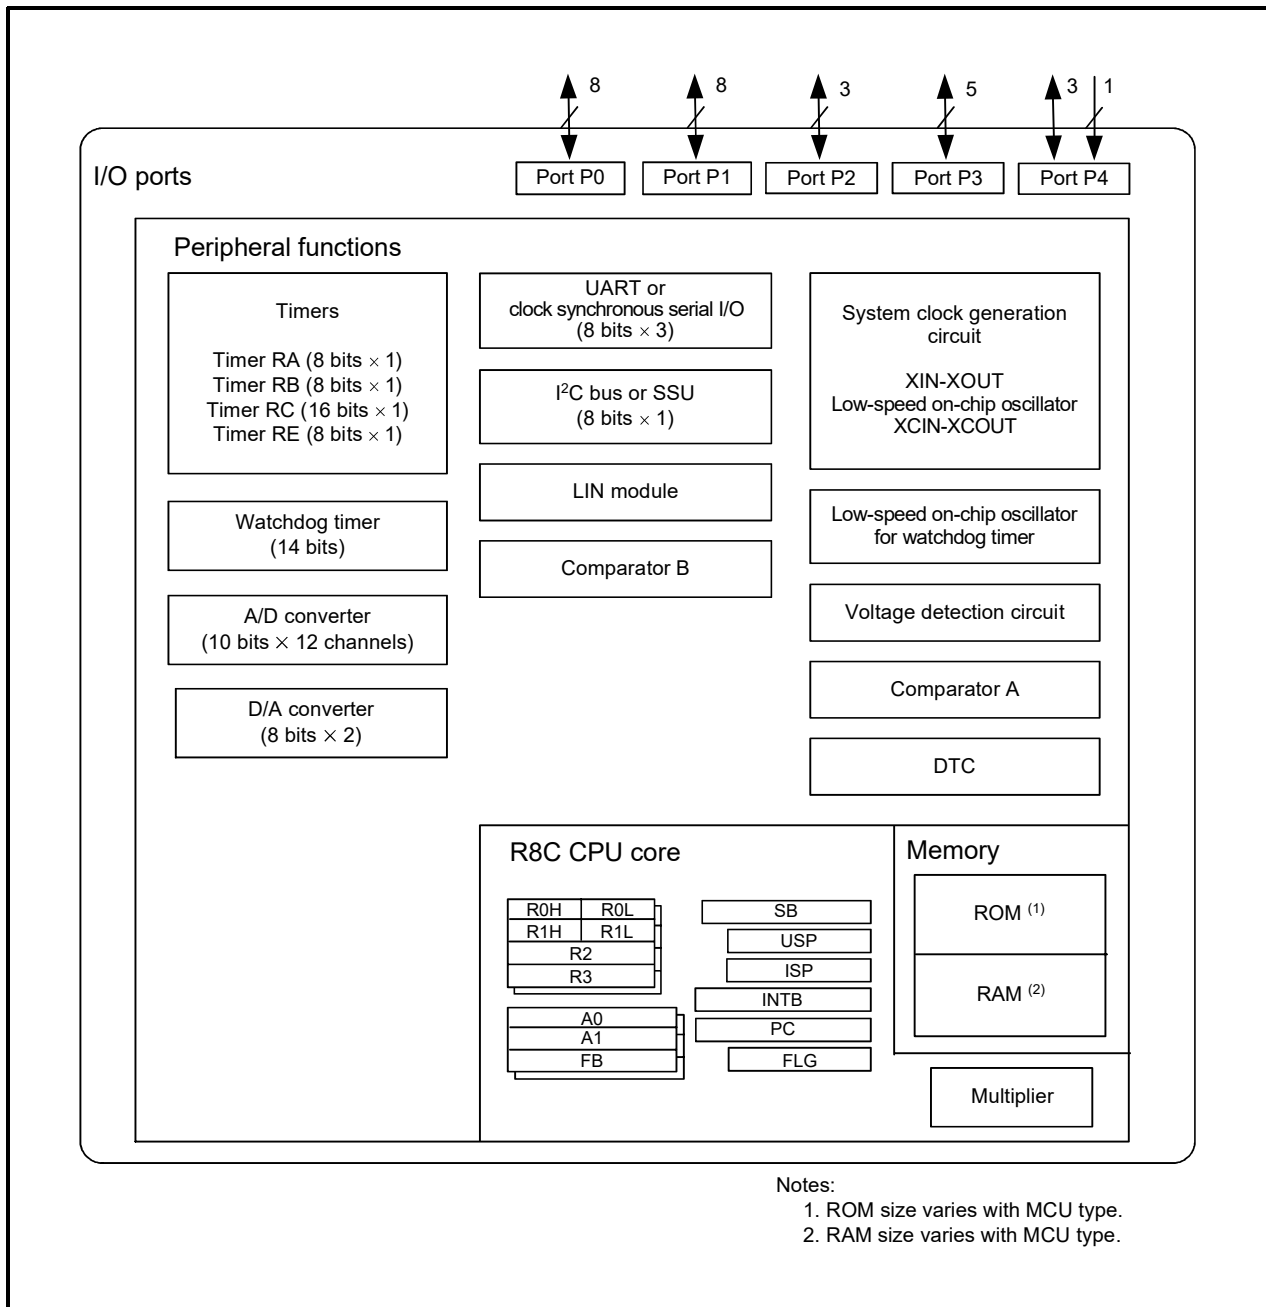 8
8
3
5
3
1
I/O ports
Port P0
Port P1
Port P2
Port P3
Port P4
Peripheral functions
Timers
Timer RA (8 bits × 1)
Timer RB (8 bits × 1)
Timer RC (16 bits × 1)
Timer RE (8 bits × 1)
Watchdog timer
(14 bits)
A/D converter
(10 bits × 12 channels)
D/A converter
(8 bits × 2)
UART or
clock synchronous serial I/O
(8 bits × 3)
I²C bus or SSU
(8 bits × 1)
LIN module
Comparator B
System clock generation
circuit
XIN-XOUT
Low-speed on-chip oscillator
XCIN-XCOUT
Low-speed on-chip oscillator
for watchdog timer
Voltage detection circuit
Comparator A
DTC
R8C CPU core
R0H
R0L
R1H
R1L
R2
R3
A0
A1
FB
SB
USP
ISP
INTB
PC
FLG
Memory
ROM (1)
RAM (2)
Multiplier
Notes:
1. ROM size varies with MCU type.
2. RAM size varies with MCU type.